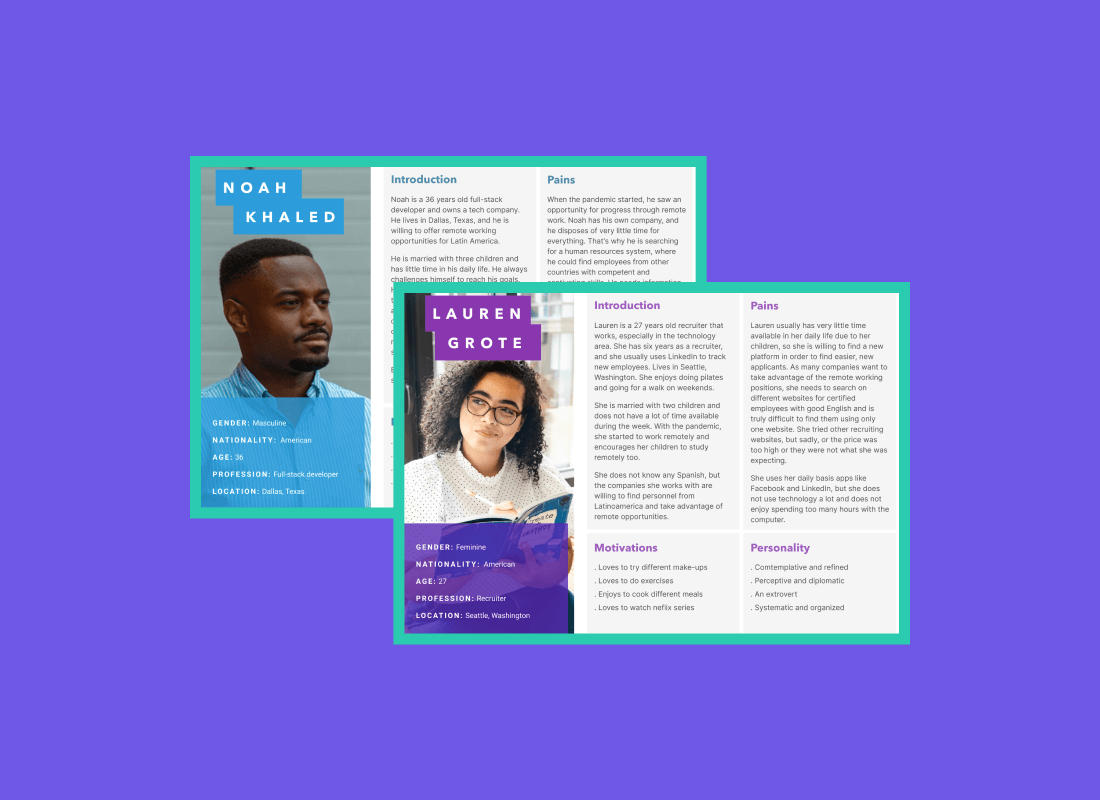 NOAH
KHALED
GENDER: Masculine
NATIONALITY: American
AGE: 36
PROFESSION: Full-stack developer
LOCATION: Dallas, Texas
Introduction
Noah is a 36 years old full-stack
developer and owns a tech company.
He lives in Dallas, Texas, and he is
willing to offer remote working
opportunities for Latin America.
He is married with three children and
has little time in his daily life. He always
challenges himself to reach his goals.
Pains
When the pandemic started, he saw an
opportunity for progress through remote
work. Noah has his own company, and
he disposes of very little time for
everything. That's why he is searching
for a human resources system, where
he could find employees from other
countries with competent and
LAUREN
GROTE
GENDER: Feminine
NATIONALITY: American
AGE: 27
PROFESSION: Recruiter
LOCATION: Seattle, Washington
Introduction
Lauren is a 27 years old recruiter that
works, especially in the technology
area. She has six years as a recruiter,
and she usually uses Linkedin to track
new employees. Lives in Seattle,
Washington. She enjoys doing pilates
and going for a walk on weekends.
She is married with two children and
does not have a lot of time available
during the week. With the pandemic,
she started to work remotely and
encourages her children to study
remotely too.
She does not know any Spanish, but
the companies she works with are
willing to find personnel from
Latinoamerica and take advantage of
remote opportunities.
Pains
Lauren usually has very little time
available in her daily life due to her
children, so she is willing to find a new
platform in order to find easier, new
applicants. As many companies want to
take advantage of the remote working
positions, she needs to search on
different websites for certified
employees with good English and is
truly difficult to find them using only
one website. She tried other recruiting
websites, but sadly, or the price was
too high or they were not what she was
expecting.
She uses her daily basis apps like
Facebook and LinkedIn, but she does
not use technology a lot and does not
enjoy spending too many hours with the
computer.
Motivations
. Loves to try different make-ups
. Loves to do exercises
. Enjoys to cook different meals
. Loves to watch neflix series
Personality
. Comtemplative and refined
. Perceptive and diplomatic
. An extrovert
. Systematic and organized